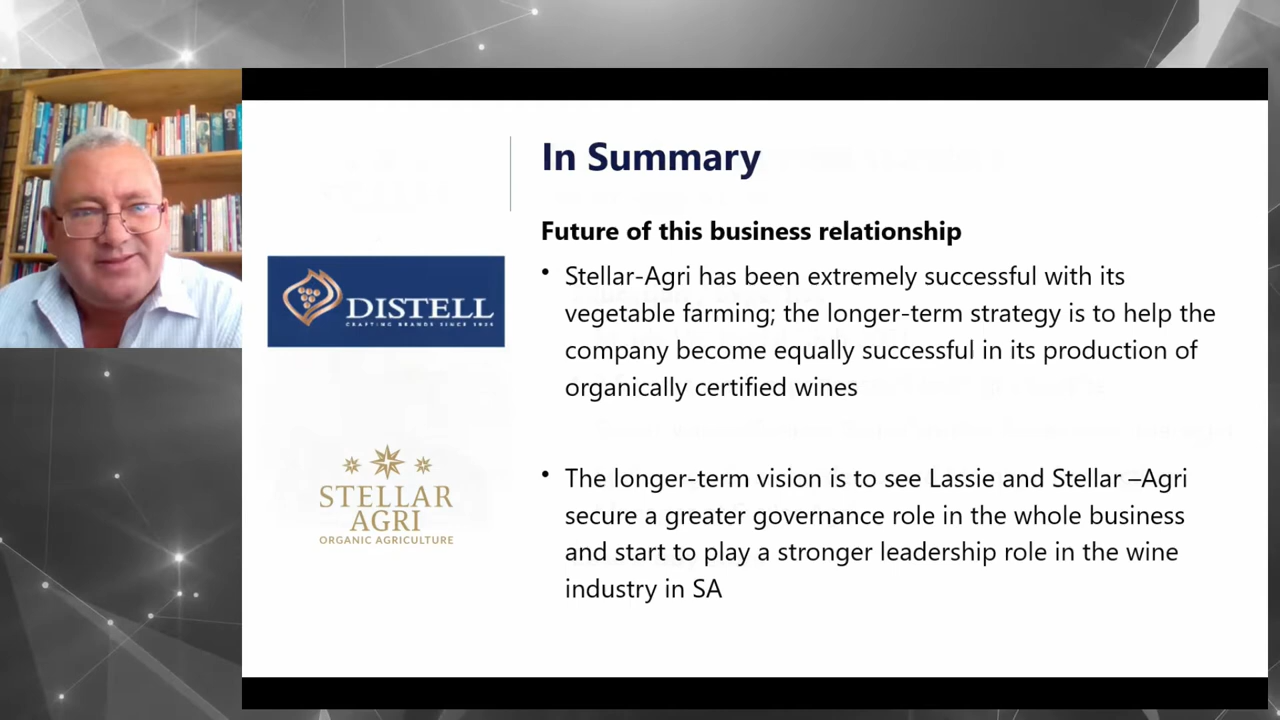 In Summary
Future of this business relationship
• Stellar-Agri has been extremely successful with its
vegetable farming; the longer-term strategy is to help the
company become equally successful in its production of
organically certified wines
DISTELL
CRAFTING BRANDS SINCE 1925
STELLAR
AGRI
ORGANIC AGRICULTURE
• The longer-term vision is to see Lassie and Stellar –Agri
secure a greater governance role in the whole business
and start to play a stronger leadership role in the wine
industry in SA